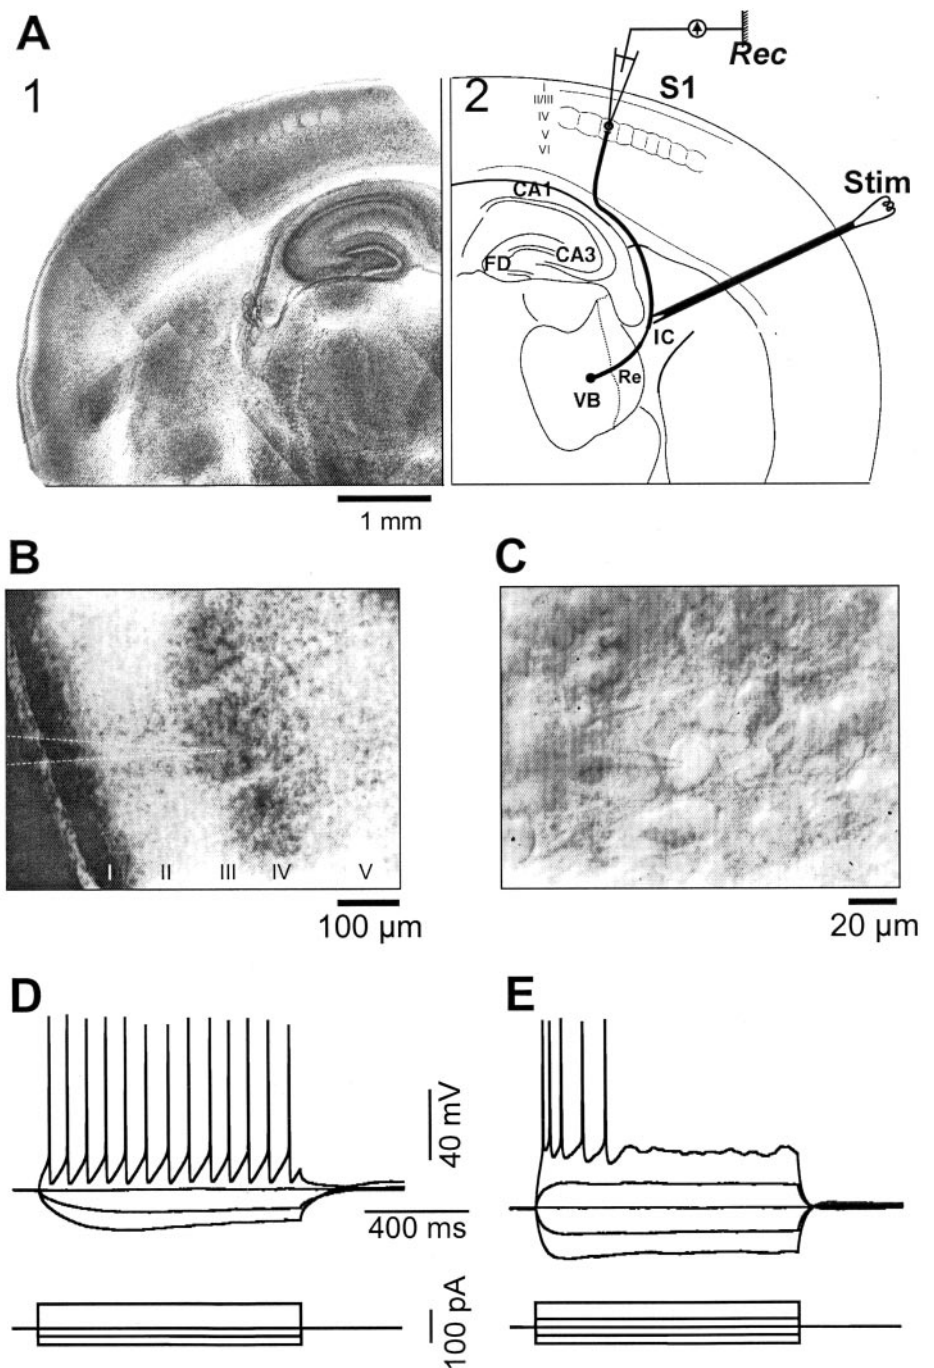 A
1
2
Rec
S1
I
II/III
IV
V
VI
Stim
CA1
CA3
FD
IC
Re
VB
1 mm
B
C
I II III IV V
100 µm
20 µm
D
E
40 mV
400 ms
100 pA